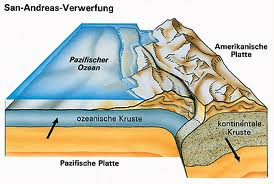 San-Andreas-Verwerfung
Pazifischer
Ozean
Amerikanische
Platte
ozeanische Kruste
kontinentale
Kruste
Pazifische Platte